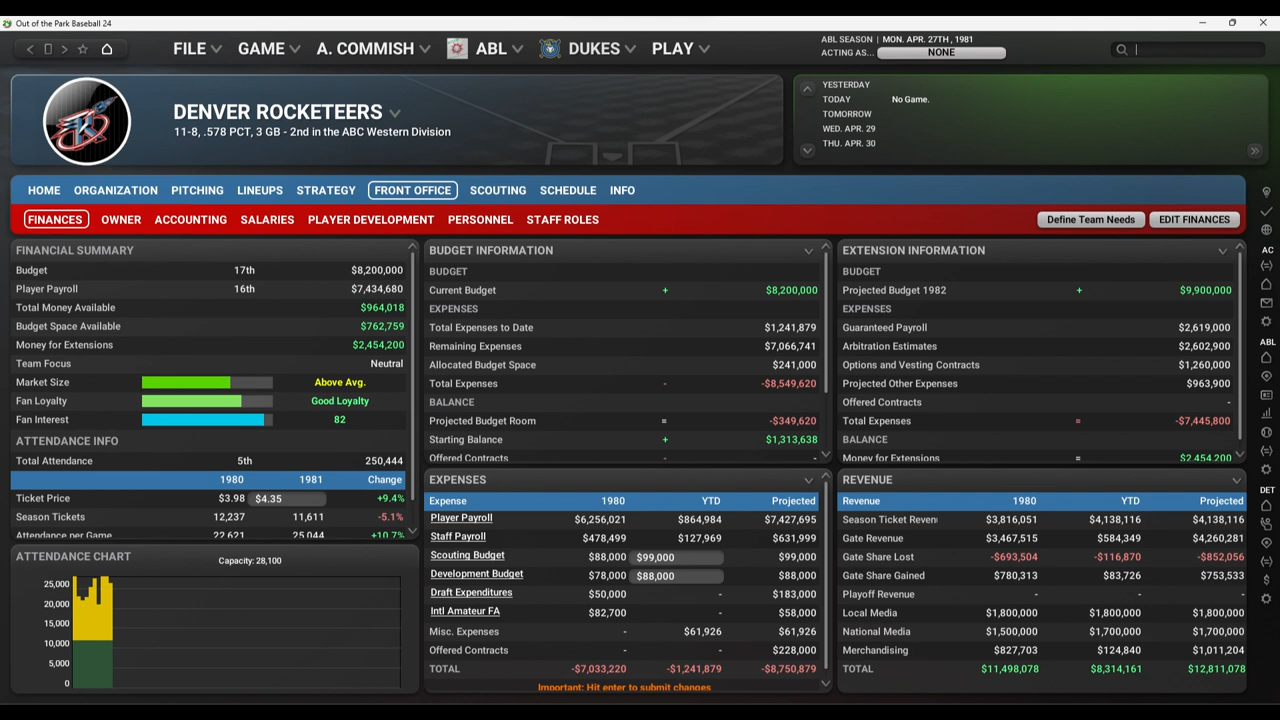 Out of the Park Baseball 24
FILE GAME A. COMMISH ABL DUKES PLAY
ABL SEASON | MON. APR. 27TH , 1981
ACTING AS... NONE
DENVER ROCKETEERS
11-8, .578 PCT, 3 GB - 2nd in the ABC Western Division
YESTERDAY
TODAY No Game.
TOMORROW
WED. APR. 29
THU. APR. 30
HOME ORGANIZATION PITCHING LINEUPS STRATEGY FRONT OFFICE SCOUTING SCHEDULE INFO
FINANCES OWNER ACCOUNTING SALARIES PLAYER DEVELOPMENT PERSONNEL STAFF ROLES Define Team Needs EDIT FINANCES
FINANCIAL SUMMARY
Budget 17th $8,200,000
Player Payroll 16th $7,434,680
Total Money Available $964,018
Budget Space Available $762,759
Money for Extensions $2,454,200
Team Focus Neutral
Market Size Above Avg.
Fan Loyalty Good Loyalty
Fan Interest 82
ATTENDANCE INFO
Total Attendance 5th 250,444
1980 1981 Change
Ticket Price $3.98 $4.35 +9.4%
Season Tickets 12,237 11,611 -5.1%
Attendance per Game 22,621 25,044 +10.7%
ATTENDANCE CHART
Capacity: 28,100
25,000
20,000
15,000
10,000
5,000
0
BUDGET INFORMATION
BUDGET
Current Budget + $8,200,000
EXPENSES
Total Expenses to Date $1,241,879
Remaining Expenses $7,066,741
Allocated Budget Space $241,000
Total Expenses - -$8,549,620
BALANCE
Projected Budget Room = -$349,620
Starting Balance + $1,313,638
Offered Contracts -
EXTENSION INFORMATION
BUDGET
Projected Budget 1982 + $9,900,000
EXPENSES
Guaranteed Payroll $2,619,000
Arbitration Estimates $2,602,900
Options and Vesting Contracts $1,260,000
Projected Other Expenses $963,900
Offered Contracts -
Total Expenses = -$7,445,800
BALANCE
Money for Extensions = $2,454,200
EXPENSES
Expense 1980 YTD Projected
Player Payroll $6,256,021 $864,984 $7,427,695
Staff Payroll $478,499 $127,969 $631,999
Scouting Budget $88,000 $99,000 $99,000
Development Budget $78,000 $88,000 $88,000
Draft Expenditures $50,000 - $183,000
Intl Amateur FA $82,700 - $58,000
Misc. Expenses - $61,926 $61,926
Offered Contracts - - $228,000
TOTAL -$7,033,220 -$1,241,879 -$8,750,879
Important: Hit enter to submit changes
REVENUE
Revenue 1980 YTD Projected
Season Ticket Revenu $3,816,051 $4,138,116 $4,138,116
Gate Revenue $3,467,515 $584,349 $4,260,281
Gate Share Lost -$693,504 -$116,870 -$852,056
Gate Share Gained $780,313 $83,726 $753,533
Playoff Revenue - - -
Local Media $1,800,000 $1,800,000 $1,800,000
National Media $1,500,000 $1,700,000 $1,700,000
Merchandising $827,703 $124,840 $1,011,204
TOTAL $11,498,078 $8,314,161 $12,811,078
AC
ABL
DET